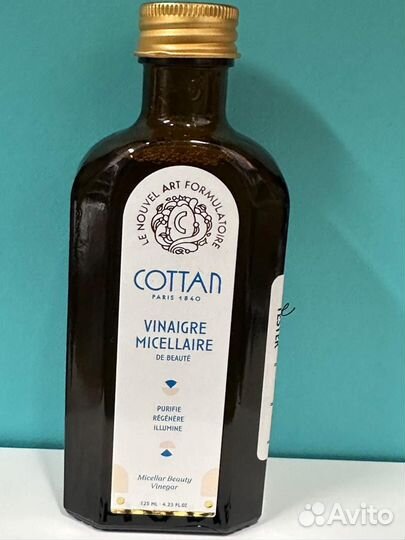 LE NOUVEL ART FORMULATOIRE
COTTAN
PARIS 1840
VINAIGRE
MICELLAIRE
DE BEAUTÉ
PURIFIE
RÉGÉNÈRE
ILLUMINE
Micellar Beauty
Vinegar
125 ML - 4.23 FL.OZ
Avito